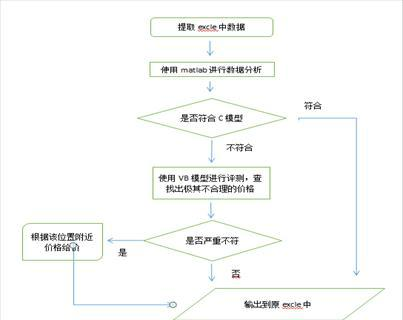 提取 excle 中数据
使用 matlab 进行数据分析
符合
是否符合 C 模型
不符合
使用 VB 模型进行评测，查
找出极其不合理的价格
根据该位置附近
价格给价
是否严重不符
是
否
输出到原 excle 中